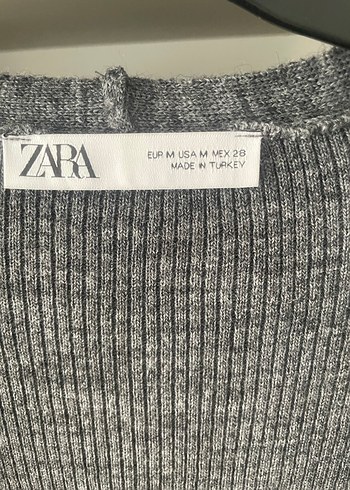 ZARA
EUR M USA M MEX 28
MADE IN TURKEY